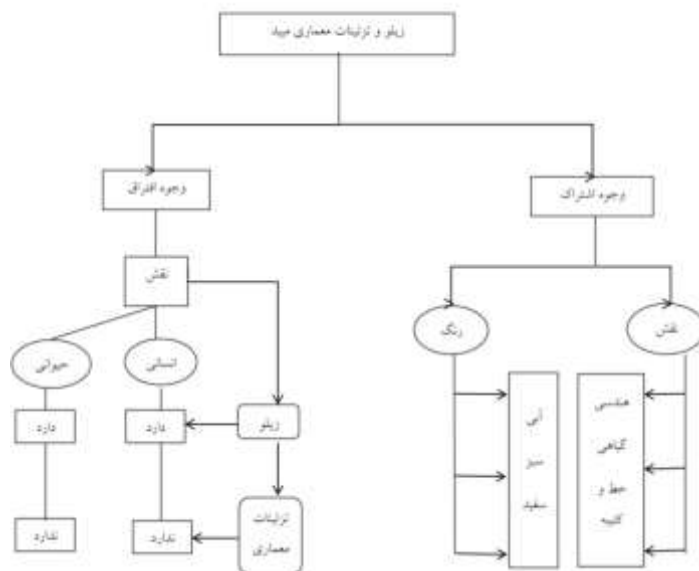 زیلو و تزئینات معماری میبد
وجوه اشتراک
وجوه افتراق
نقش
رنگ
هندسی
گیاهی
خط و
کتیبه
آبی
سبز
سفید
نقش
انسانی
حیوانی
زیلو
دارد
دارد
تزئینات
معماری
ندارد
ندارد